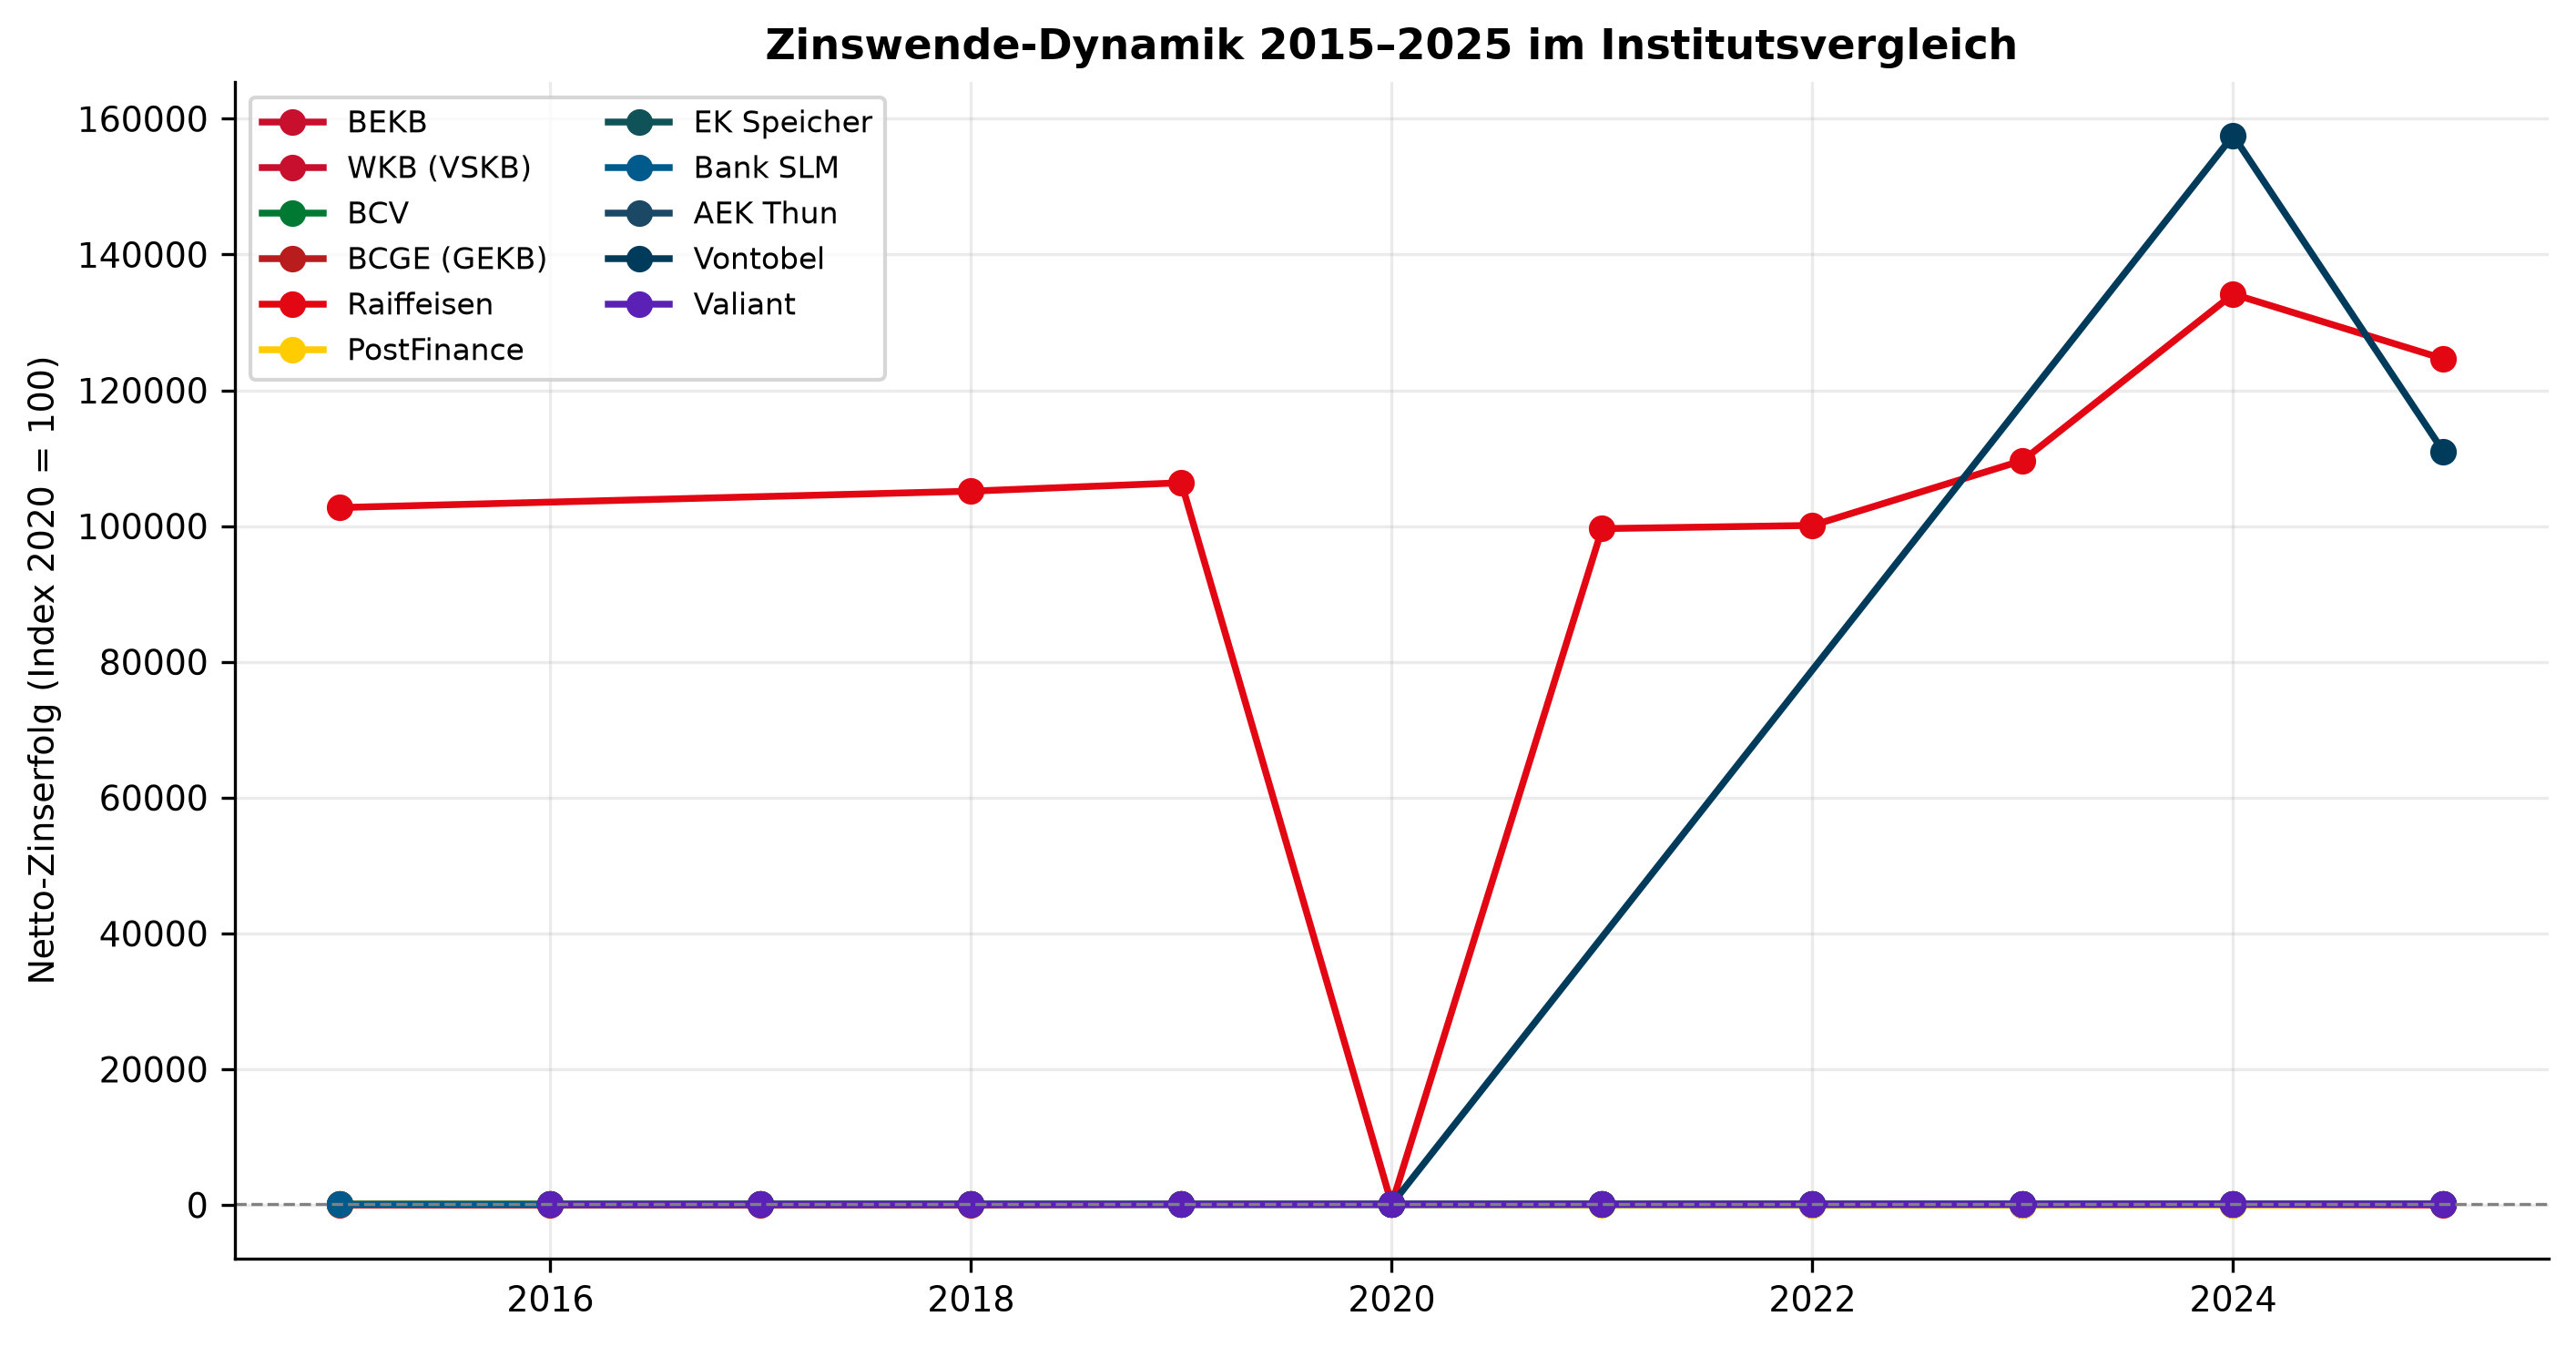 Zinswende-Dynamik 2015–2025 im Institutsvergleich
Netto-Zinserfolg (Index 2020 = 100)
160000
140000
120000
100000
80000
60000
40000
20000
0
BEKB
WKB (VSKB)
BCV
BCGE (GEKB)
Raiffeisen
PostFinance
EK Speicher
Bank SLM
AEK Thun
Vontobel
Valiant
2016
2018
2020
2022
2024